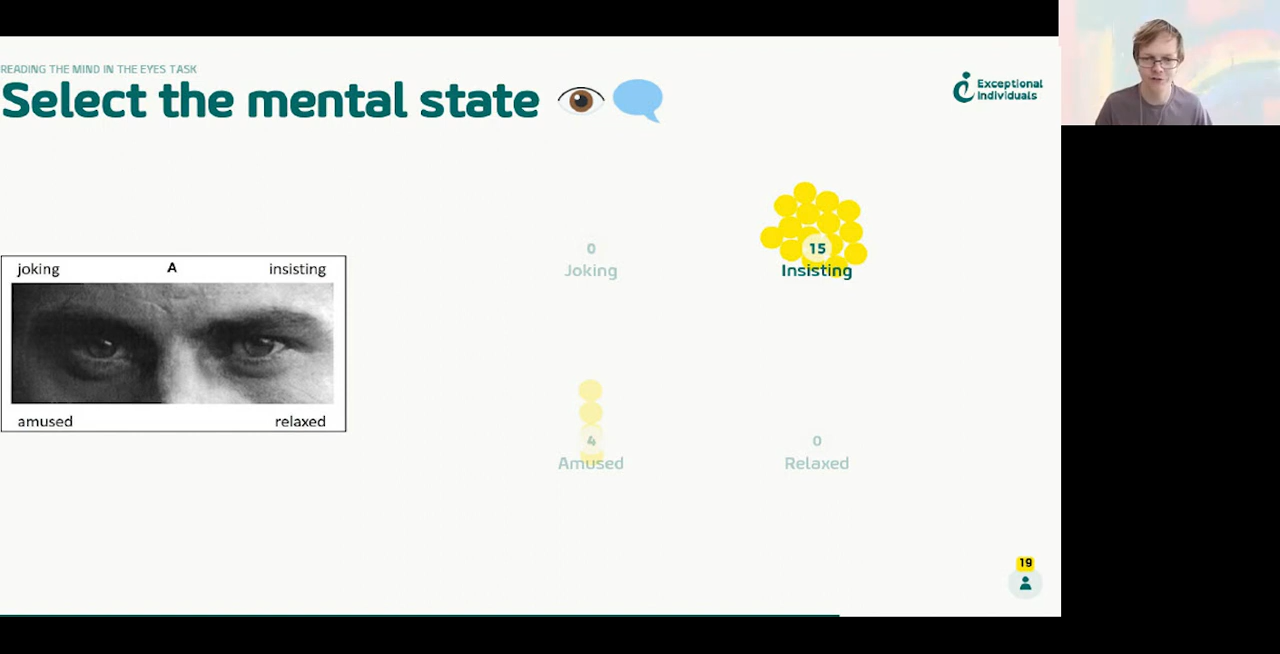 READING THE MIND IN THE EYES TASK
Select the mental state
Exceptional
Individuals
joking A insisting
amused relaxed
0
Joking
15
Insisting
4
Amused
0
Relaxed
19